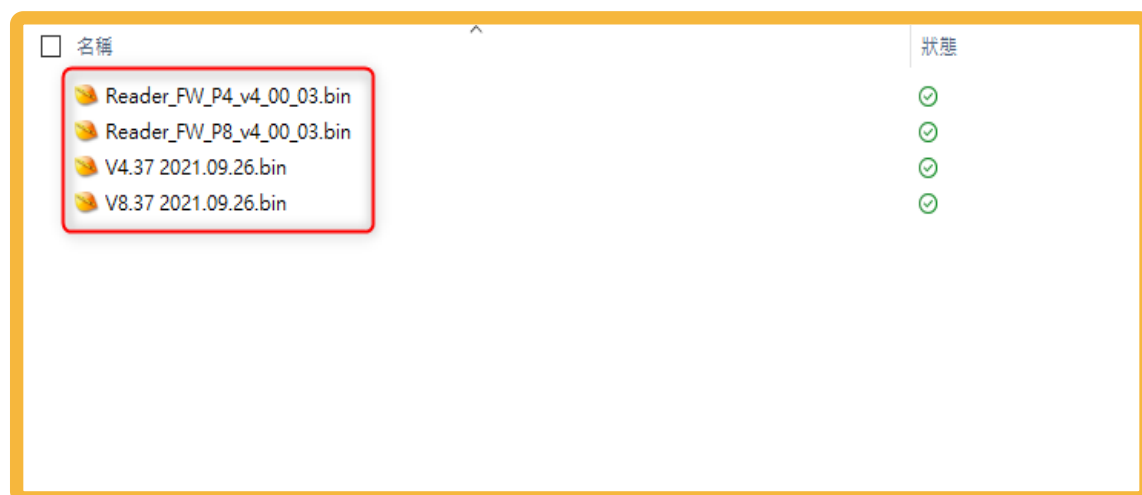 名稱 狀態
Reader_FW_P4_v4_00_03.bin
Reader_FW_P8_v4_00_03.bin
V4.37 2021.09.26.bin
V8.37 2021.09.26.bin